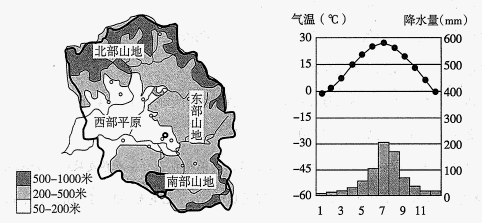 北部山地
东部山地
西部平原
南部山地
500-1000米
200-500米
50-200米
气温 (℃) 降水量 (mm)
30 600
15 500
0 400
-15 300
-30 200
-45 100
-60 0
1 3 5 7 9 11